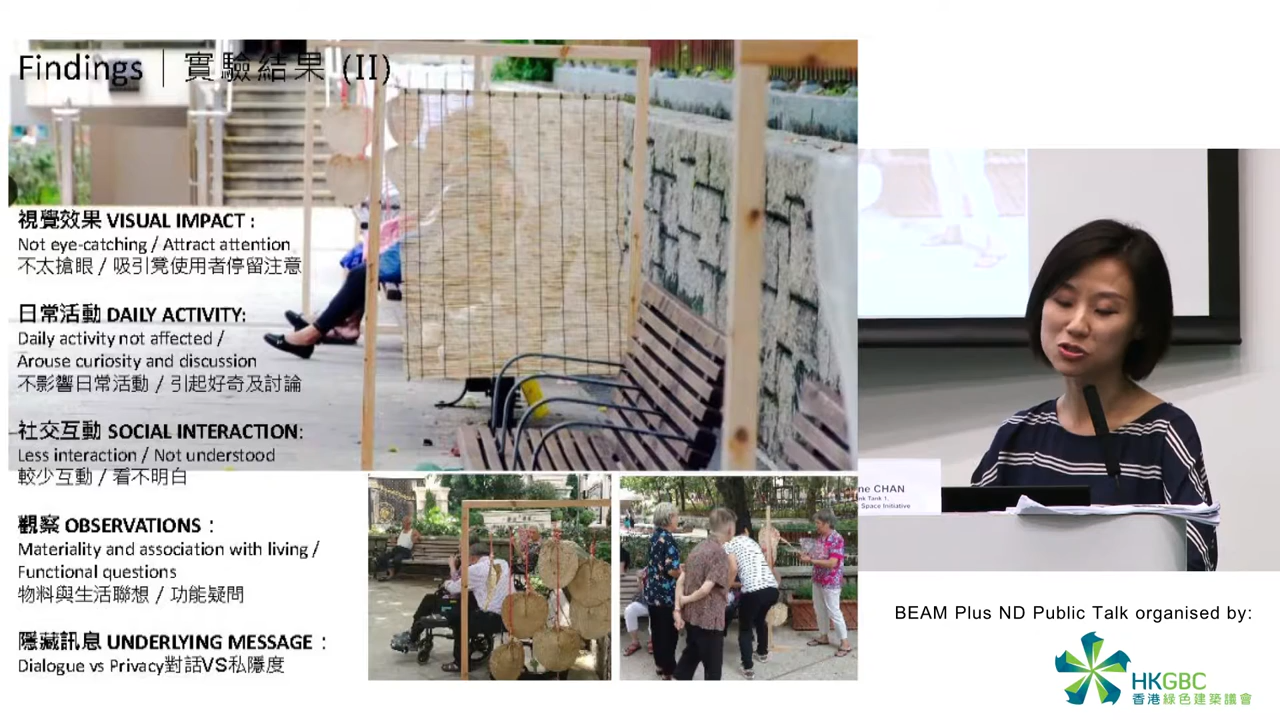 Findings | 實驗結果 (II)
視覺效果 VISUAL IMPACT :
Not eye-catching / Attract attention
不太搶眼 / 吸引凳使用者停留注意
日常活動 DAILY ACTIVITY:
Daily activity not affected /
Arouse curiosity and discussion
不影響日常活動 / 引起好奇及討論
社交互動 SOCIAL INTERACTION:
Less interaction / Not understood
較少互動 / 看不明白
觀察 OBSERVATIONS :
Materiality and association with living /
Functional questions
物料與生活聯想 / 功能疑問
隱藏訊息 UNDERLYING MESSAGE :
Dialogue vs Privacy對話VS私隱度
ne CHAN
nk Tank 1,
Space Initiative
BEAM Plus ND Public Talk organised by:
HKGBC
香港綠色建築議會